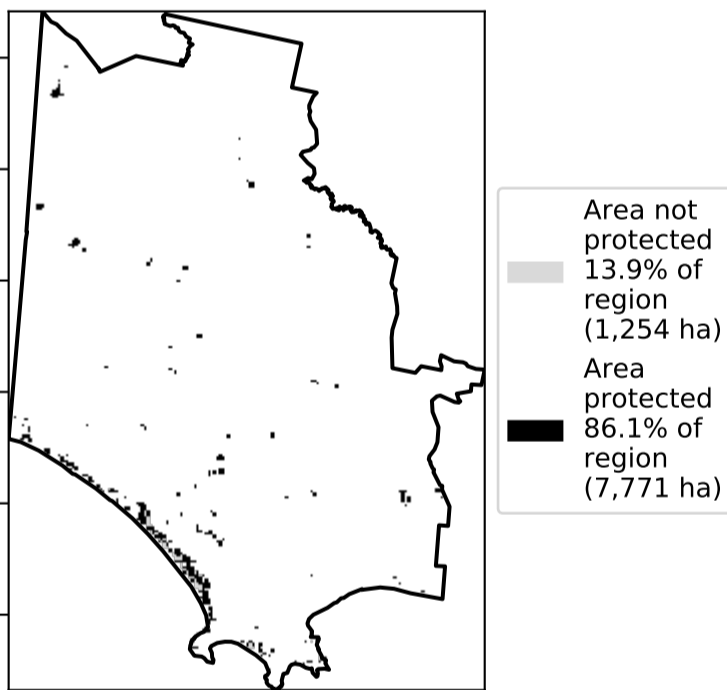 Area not
protected
13.9% of
region
(1,254 ha)
Area
protected
86.1% of
region
(7,771 ha)